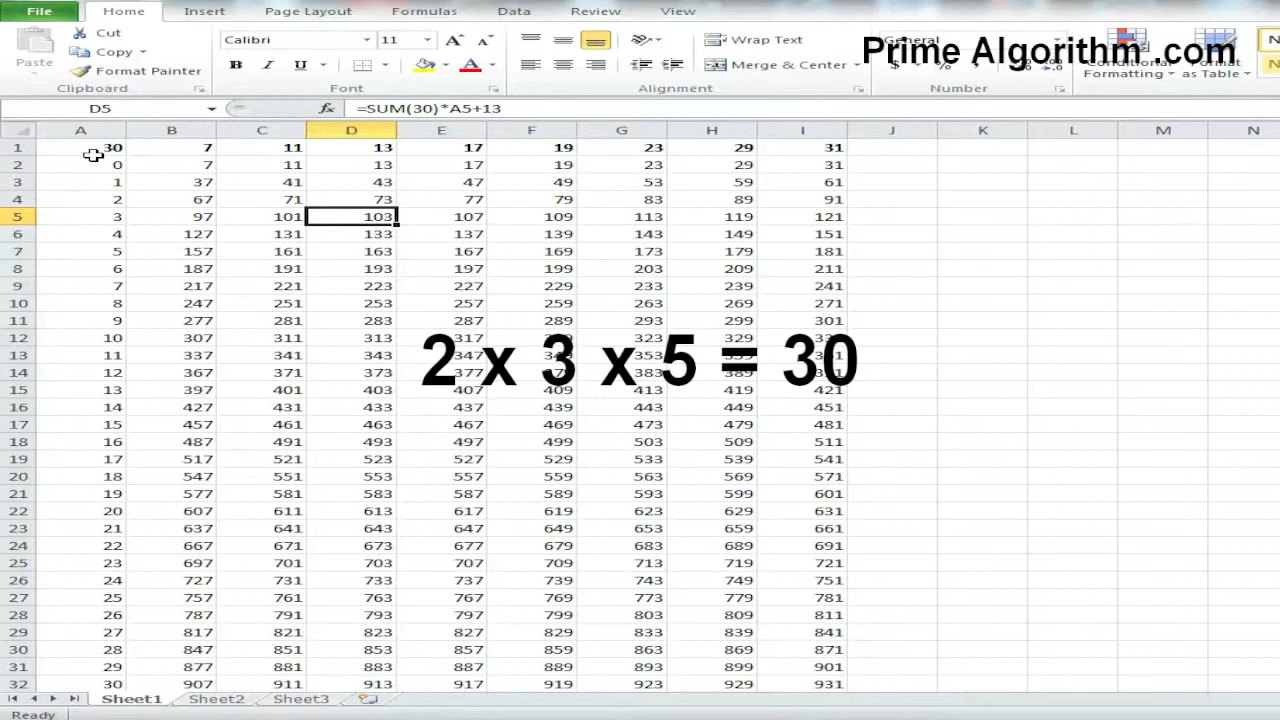 File Home Insert Page Layout Formulas Data Review View
Prime Algorithm .com
Paste Cut
Copy
Format Painter
Calibri 11 A A Wrap Text General
B I U A Merge & Center $ % Conditional Formatting Format as Table
Clipboard Font Alignment Number
D5 fx =SUM(30)*A5+13
A B C D E F G H I J K L M N
1 30 7 11 13 17 19 23 29 31
2 0 7 11 13 17 19 23 29 31
3 1 37 41 43 47 49 53 59 61
4 2 67 71 73 77 79 83 89 91
5 3 97 101 103 107 109 113 119 121
6 4 127 131 133 137 139 143 149 151
7 5 157 161 163 167 169 173 179 181
8 6 187 191 193 197 199 203 209 211
9 7 217 221 223 227 229 233 239 241
10 8 247 251 253 257 259 263 269 271
11 9 277 281 283 287 289 293 299 301
12 10 307 311 313 317 323 329
2 x 3 x 5 = 30
13 11 337 341 343 347 353
14 12 367 371 373 377 383
15 13 397 401 403 407 409 413 419 421
16 14 427 431 433 437 439 443 449 451
17 15 457 461 463 467 469 473 479 481
18 16 487 491 493 497 499 503 509 511
19 17 517 521 523 527 529 533 539 541
20 18 547 551 553 557 559 563 569 571
21 19 577 581 583 587 589 593 599 601
22 20 607 611 613 617 619 623 629 631
23 21 637 641 643 647 649 653 659 661
24 22 667 671 673 677 679 683 689 691
25 23 697 701 703 707 709 713 719 721
26 24 727 731 733 737 739 743 749 751
27 25 757 761 763 767 769 773 779 781
28 26 787 791 793 797 799 803 809 811
29 27 817 821 823 827 829 833 839 841
30 28 847 851 853 857 859 863 869 871
31 29 877 881 883 887 889 893 899 901
32 30 907 911 913 917 919 923 929 931
Sheet1 Sheet2 Sheet3
Ready